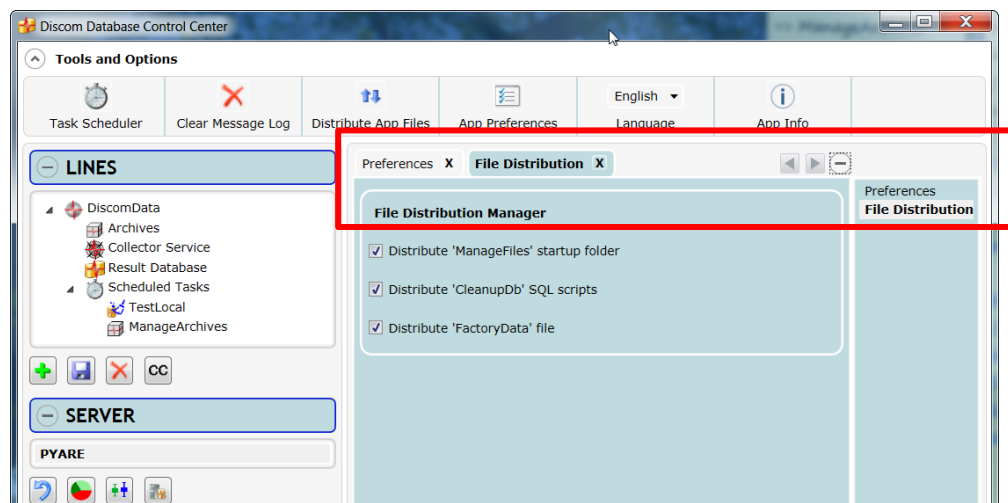 Discom Database Control Center
Tools and Options
Task Scheduler
Clear Message Log
Distribute App Files
App Preferences
English
Language
App Info
LINES
DiscomData
Archives
Collector Service
Result Database
Scheduled Tasks
TestLocal
ManageArchives
CC
SERVER
PYARE
Preferences X
File Distribution X
File Distribution Manager
Distribute 'ManageFiles' startup folder
Distribute 'CleanupDb' SQL scripts
Distribute 'FactoryData' file
Preferences
File Distribution